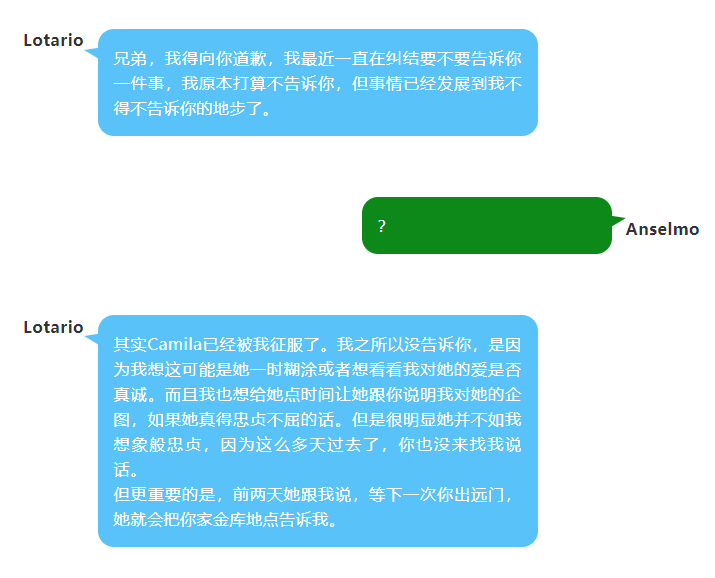 Lotario
兄弟，我得向你道歉，我最近一直在纠结要不要告诉你
一件事，我原本打算不告诉你，但事情已经发展到我不
得不告诉你的地步了。
？
Anselmo
Lotario
其实Camila已经被我征服了。我之所以没告诉你，是因
为我想这可能是她一时糊涂或者想看看我对她的爱是否
真诚。而且我也想给她点时间让她跟你说明我对她的企
图，如果她真得忠贞不屈的话。但是很明显她并不如我
想象般忠贞，因为这么多天过去了，你也没来找我说
话。
但更重要的是，前两天她跟我说，等下一次你出远门，
她就会把你家金库地点告诉我。